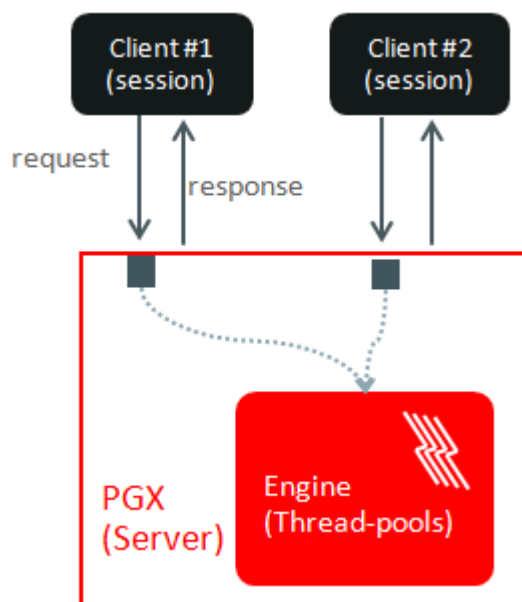 Client #1
(session)
Client #2
(session)
request
response
PGX
(Server)
Engine
(Thread-pools)